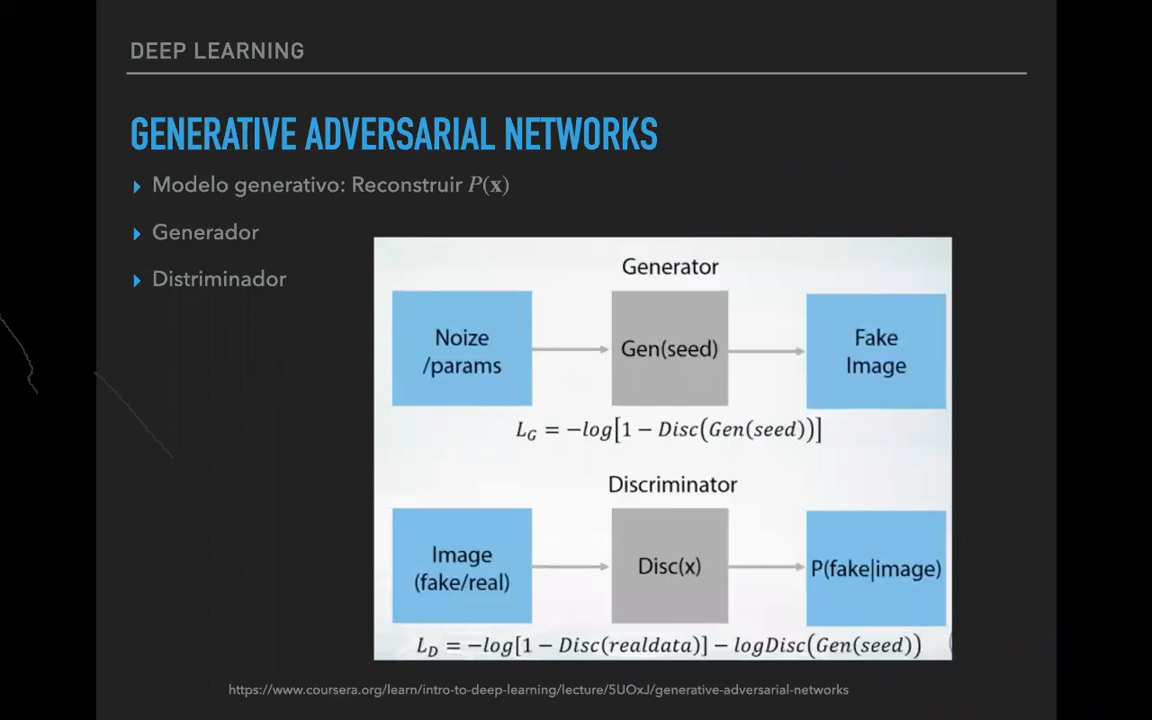 DEEP LEARNING
GENERATIVE ADVERSARIAL NETWORKS
Modelo generativo: Reconstruir P(x)
Generador
Distriminador
Generator
Noize
/params
Gen(seed)
Fake
Image
L_G = −log[1 − Disc(Gen(seed))]
Discriminator
Image
(fake/real)
Disc(x)
P(fake|image)
L_D = −log[1 − Disc(realdata)] − logDisc(Gen(seed))
https://www.coursera.org/learn/intro-to-deep-learning/lecture/5UOxJ/generative-adversarial-networks